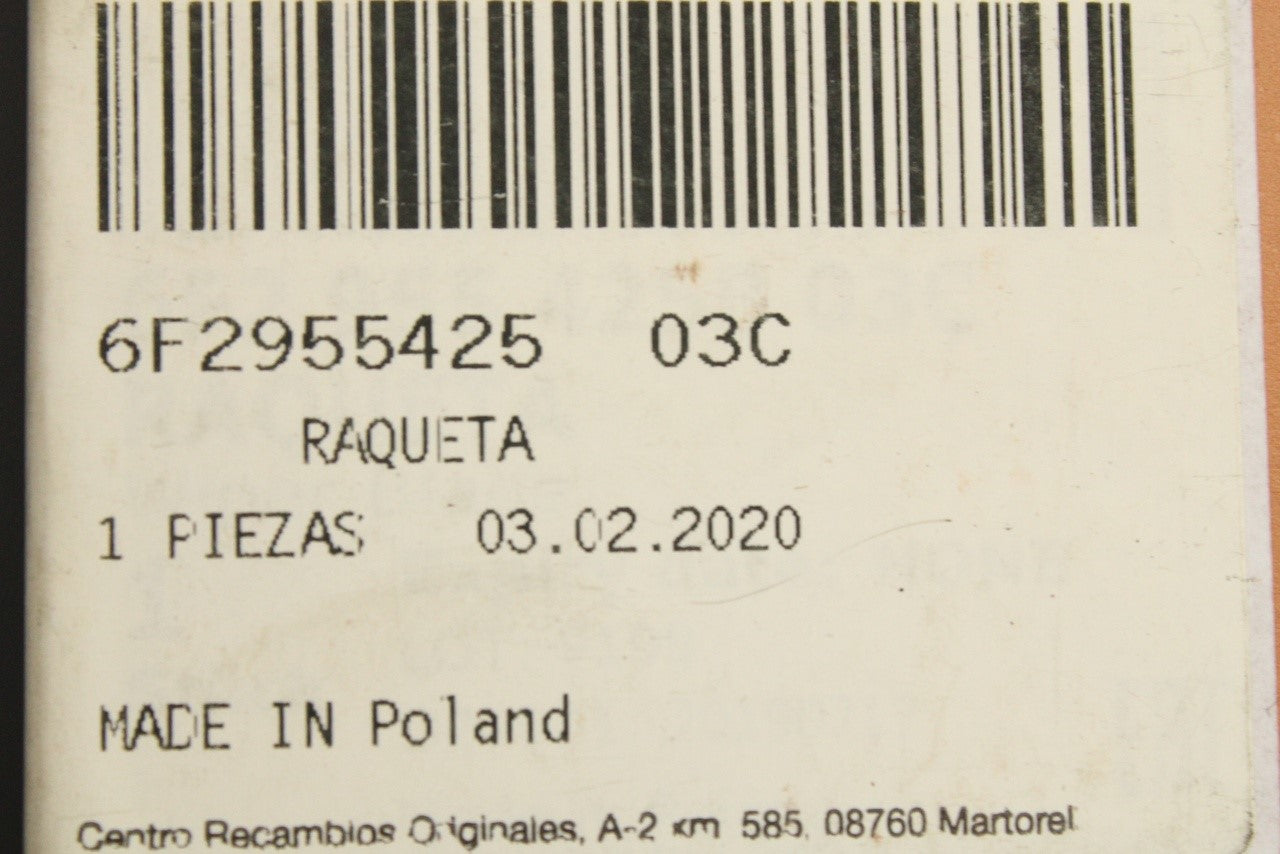 6F2955425 03C
RAQUETA
1 PIEZAS 03.02.2020
MADE IN Poland
Centro Recambios Originales, A-2 km 585, 08760 Martorel